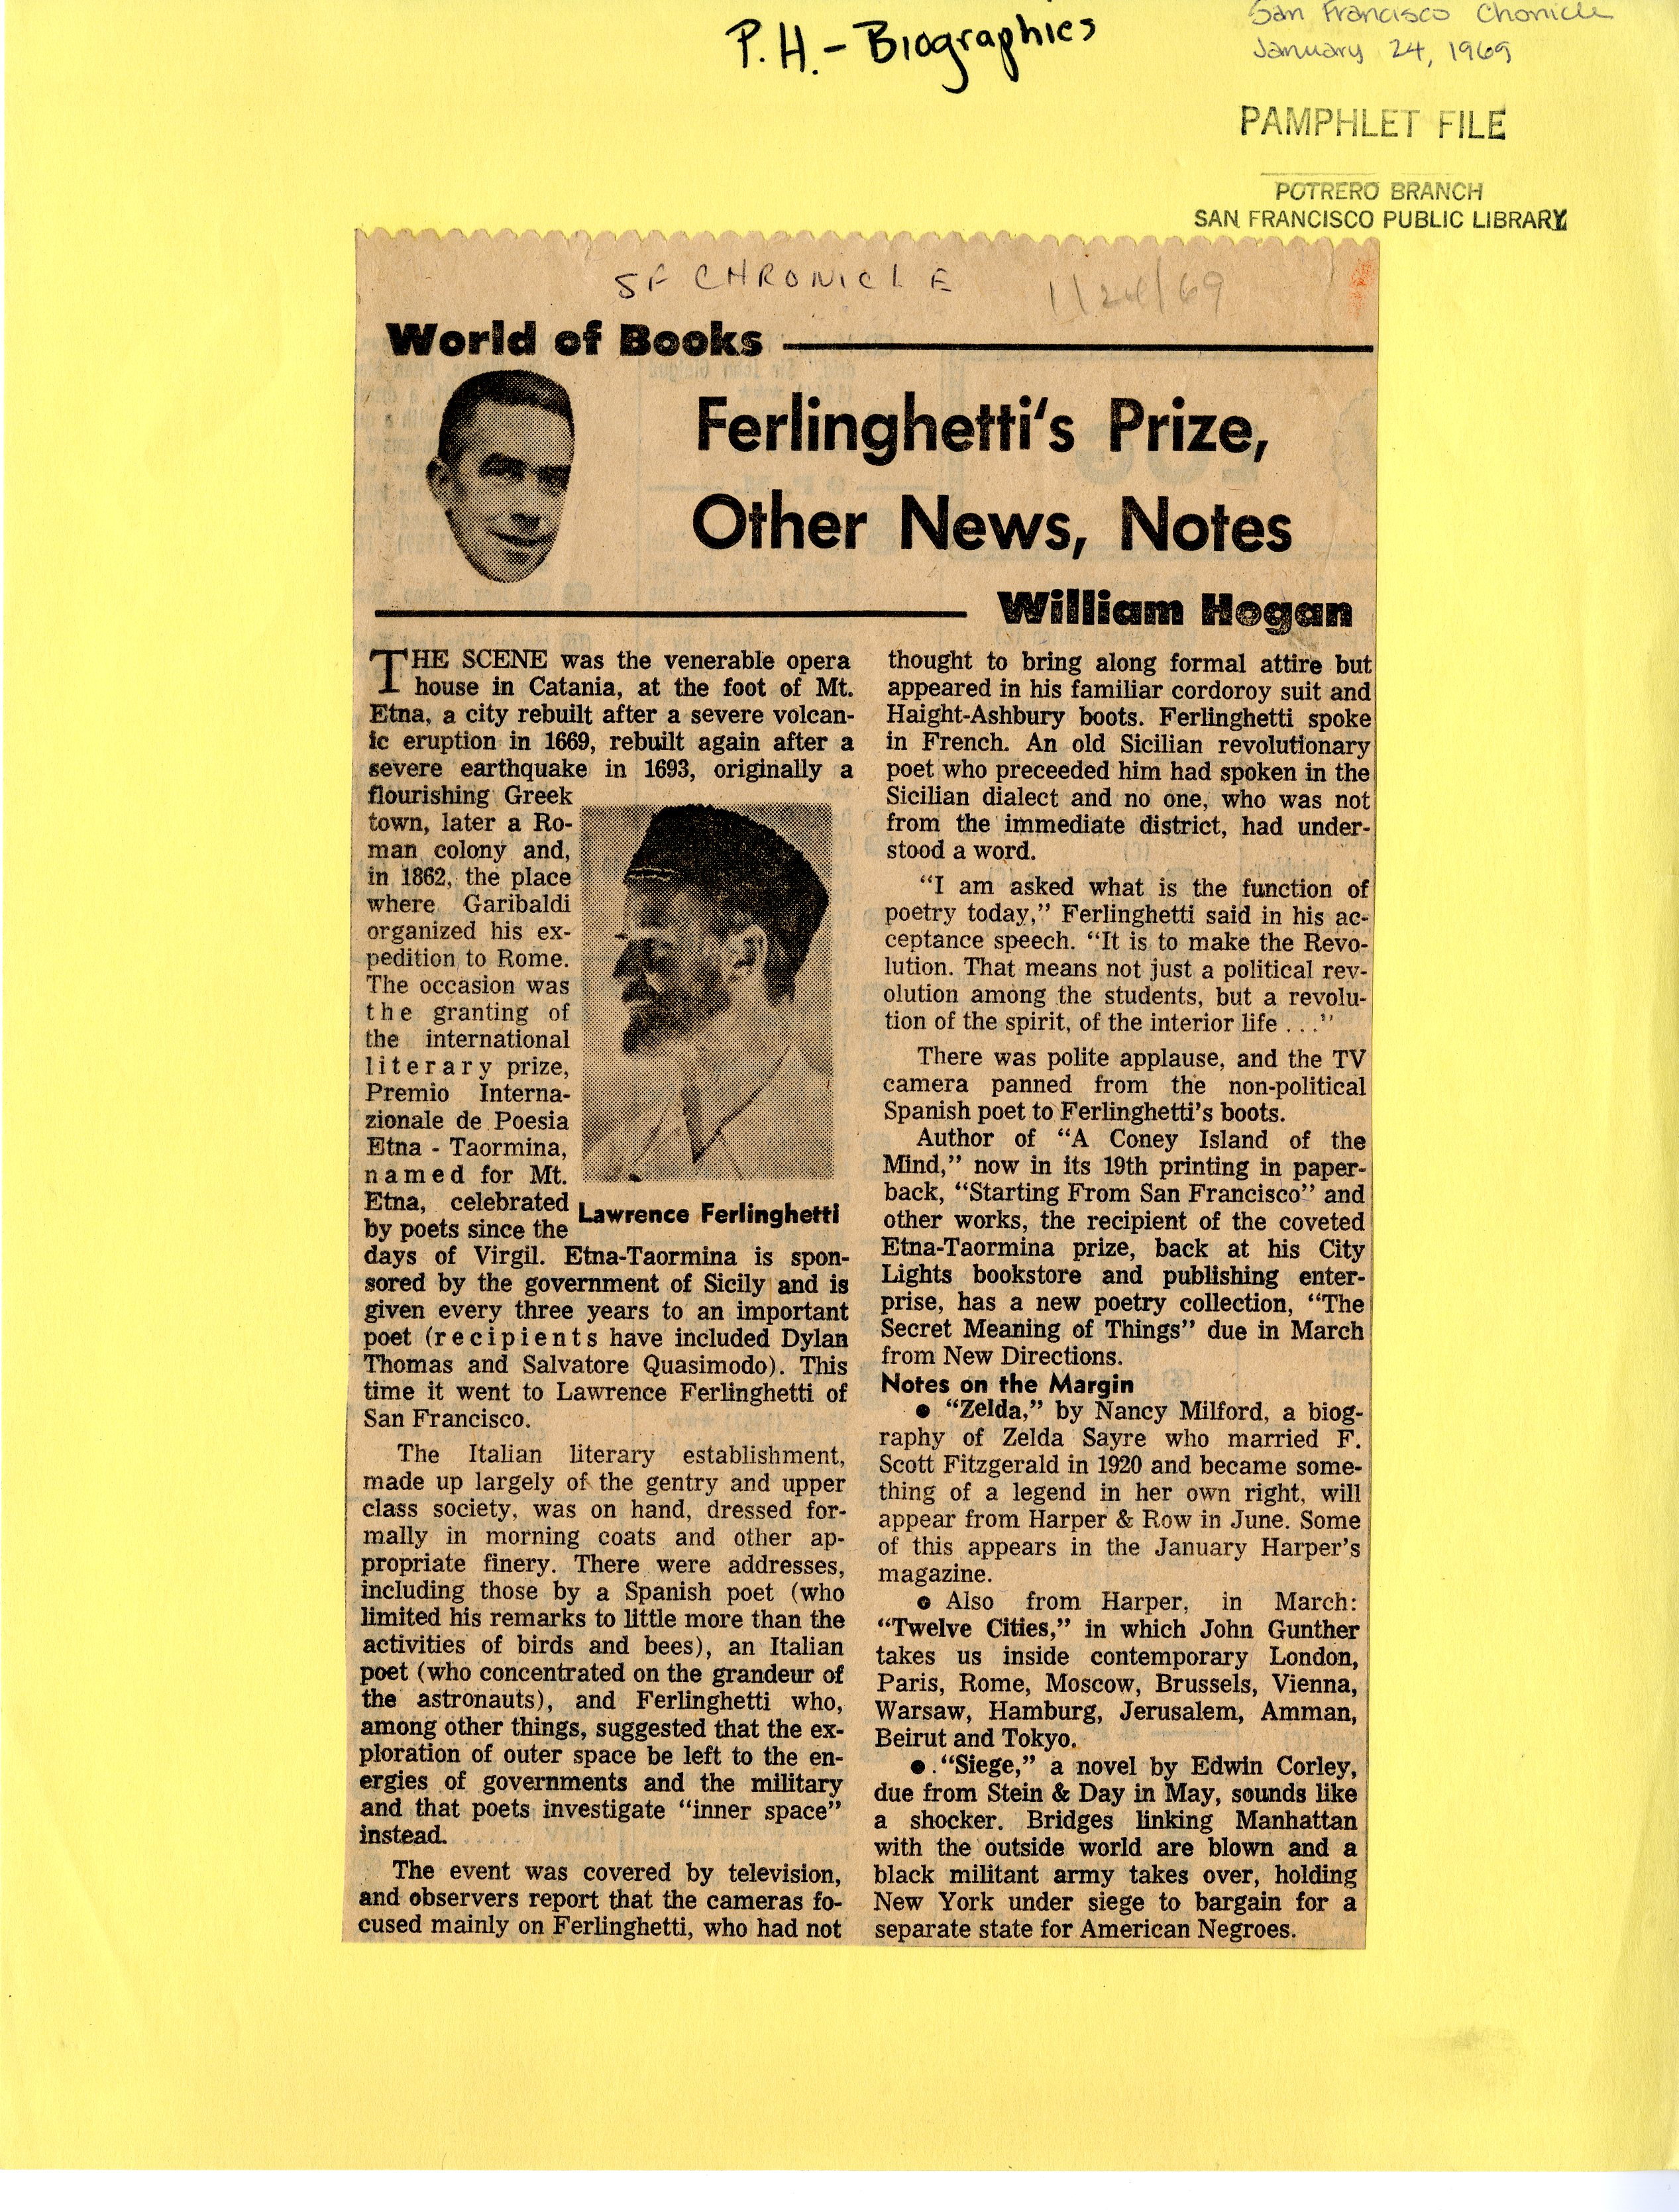 P.H. - Biographies
San Francisco Chonicle
January 24, 1969
PAMPHLET FILE
POTRERO BRANCH
SAN FRANCISCO PUBLIC LIBRARY
SF CHRONICLE 1/24/69
World of Books
Ferlinghetti's Prize,
Other News, Notes
William Hogan
THE SCENE was the venerable opera
house in Catania, at the foot of Mt.
Etna, a city rebuilt after a severe volcan-
ic eruption in 1669, rebuilt again after a
severe earthquake in 1693, originally a
flourishing Greek
town, later a Ro-
man colony and,
in 1862, the place
where Garibaldi
organized his ex-
pedition to Rome.
The occasion was
the granting of
the international
literary prize,
Premio Interna-
zionale de Poesia
Etna - Taormina,
named for Mt.
Etna, celebrated
by poets since the
Lawrence Ferlinghetti
days of Virgil. Etna-Taormina is spon-
sored by the government of Sicily and is
given every three years to an important
poet (recipients have included Dylan
Thomas and Salvatore Quasimodo). This
time it went to Lawrence Ferlinghetti of
San Francisco.
The Italian literary establishment,
made up largely of the gentry and upper
class society, was on hand, dressed for-
mally in morning coats and other ap-
propriate finery. There were addresses,
including those by a Spanish poet (who
limited his remarks to little more than the
activities of birds and bees), an Italian
poet (who concentrated on the grandeur of
the astronauts), and Ferlinghetti who,
among other things, suggested that the ex-
ploration of outer space be left to the en-
ergies of governments and the military
and that poets investigate "inner space"
instead.
The event was covered by television,
and observers report that the cameras fo-
cused mainly on Ferlinghetti, who had not
thought to bring along formal attire but
appeared in his familiar cordoroy suit and
Haight-Ashbury boots. Ferlinghetti spoke
in French. An old Sicilian revolutionary
poet who preceeded him had spoken in the
Sicilian dialect and no one, who was not
from the immediate district, had under-
stood a word.
"I am asked what is the function of
poetry today," Ferlinghetti said in his ac-
ceptance speech. "It is to make the Revo-
lution. That means not just a political rev-
olution among the students, but a revolu-
tion of the spirit, of the interior life . . ."
There was polite applause, and the TV
camera panned from the non-political
Spanish poet to Ferlinghetti's boots.
Author of "A Coney Island of the
Mind," now in its 19th printing in paper-
back, "Starting From San Francisco" and
other works, the recipient of the coveted
Etna-Taormina prize, back at his City
Lights bookstore and publishing enter-
prise, has a new poetry collection, "The
Secret Meaning of Things" due in March
from New Directions.
Notes on the Margin
● "Zelda," by Nancy Milford, a biog-
raphy of Zelda Sayre who married F.
Scott Fitzgerald in 1920 and became some-
thing of a legend in her own right, will
appear from Harper & Row in June. Some
of this appears in the January Harper's
magazine.
● Also from Harper, in March:
"Twelve Cities," in which John Gunther
takes us inside contemporary London,
Paris, Rome, Moscow, Brussels, Vienna,
Warsaw, Hamburg, Jerusalem, Amman,
Beirut and Tokyo.
● "Siege," a novel by Edwin Corley,
due from Stein & Day in May, sounds like
a shocker. Bridges linking Manhattan
with the outside world are blown and a
black militant army takes over, holding
New York under siege to bargain for a
separate state for American Negroes.